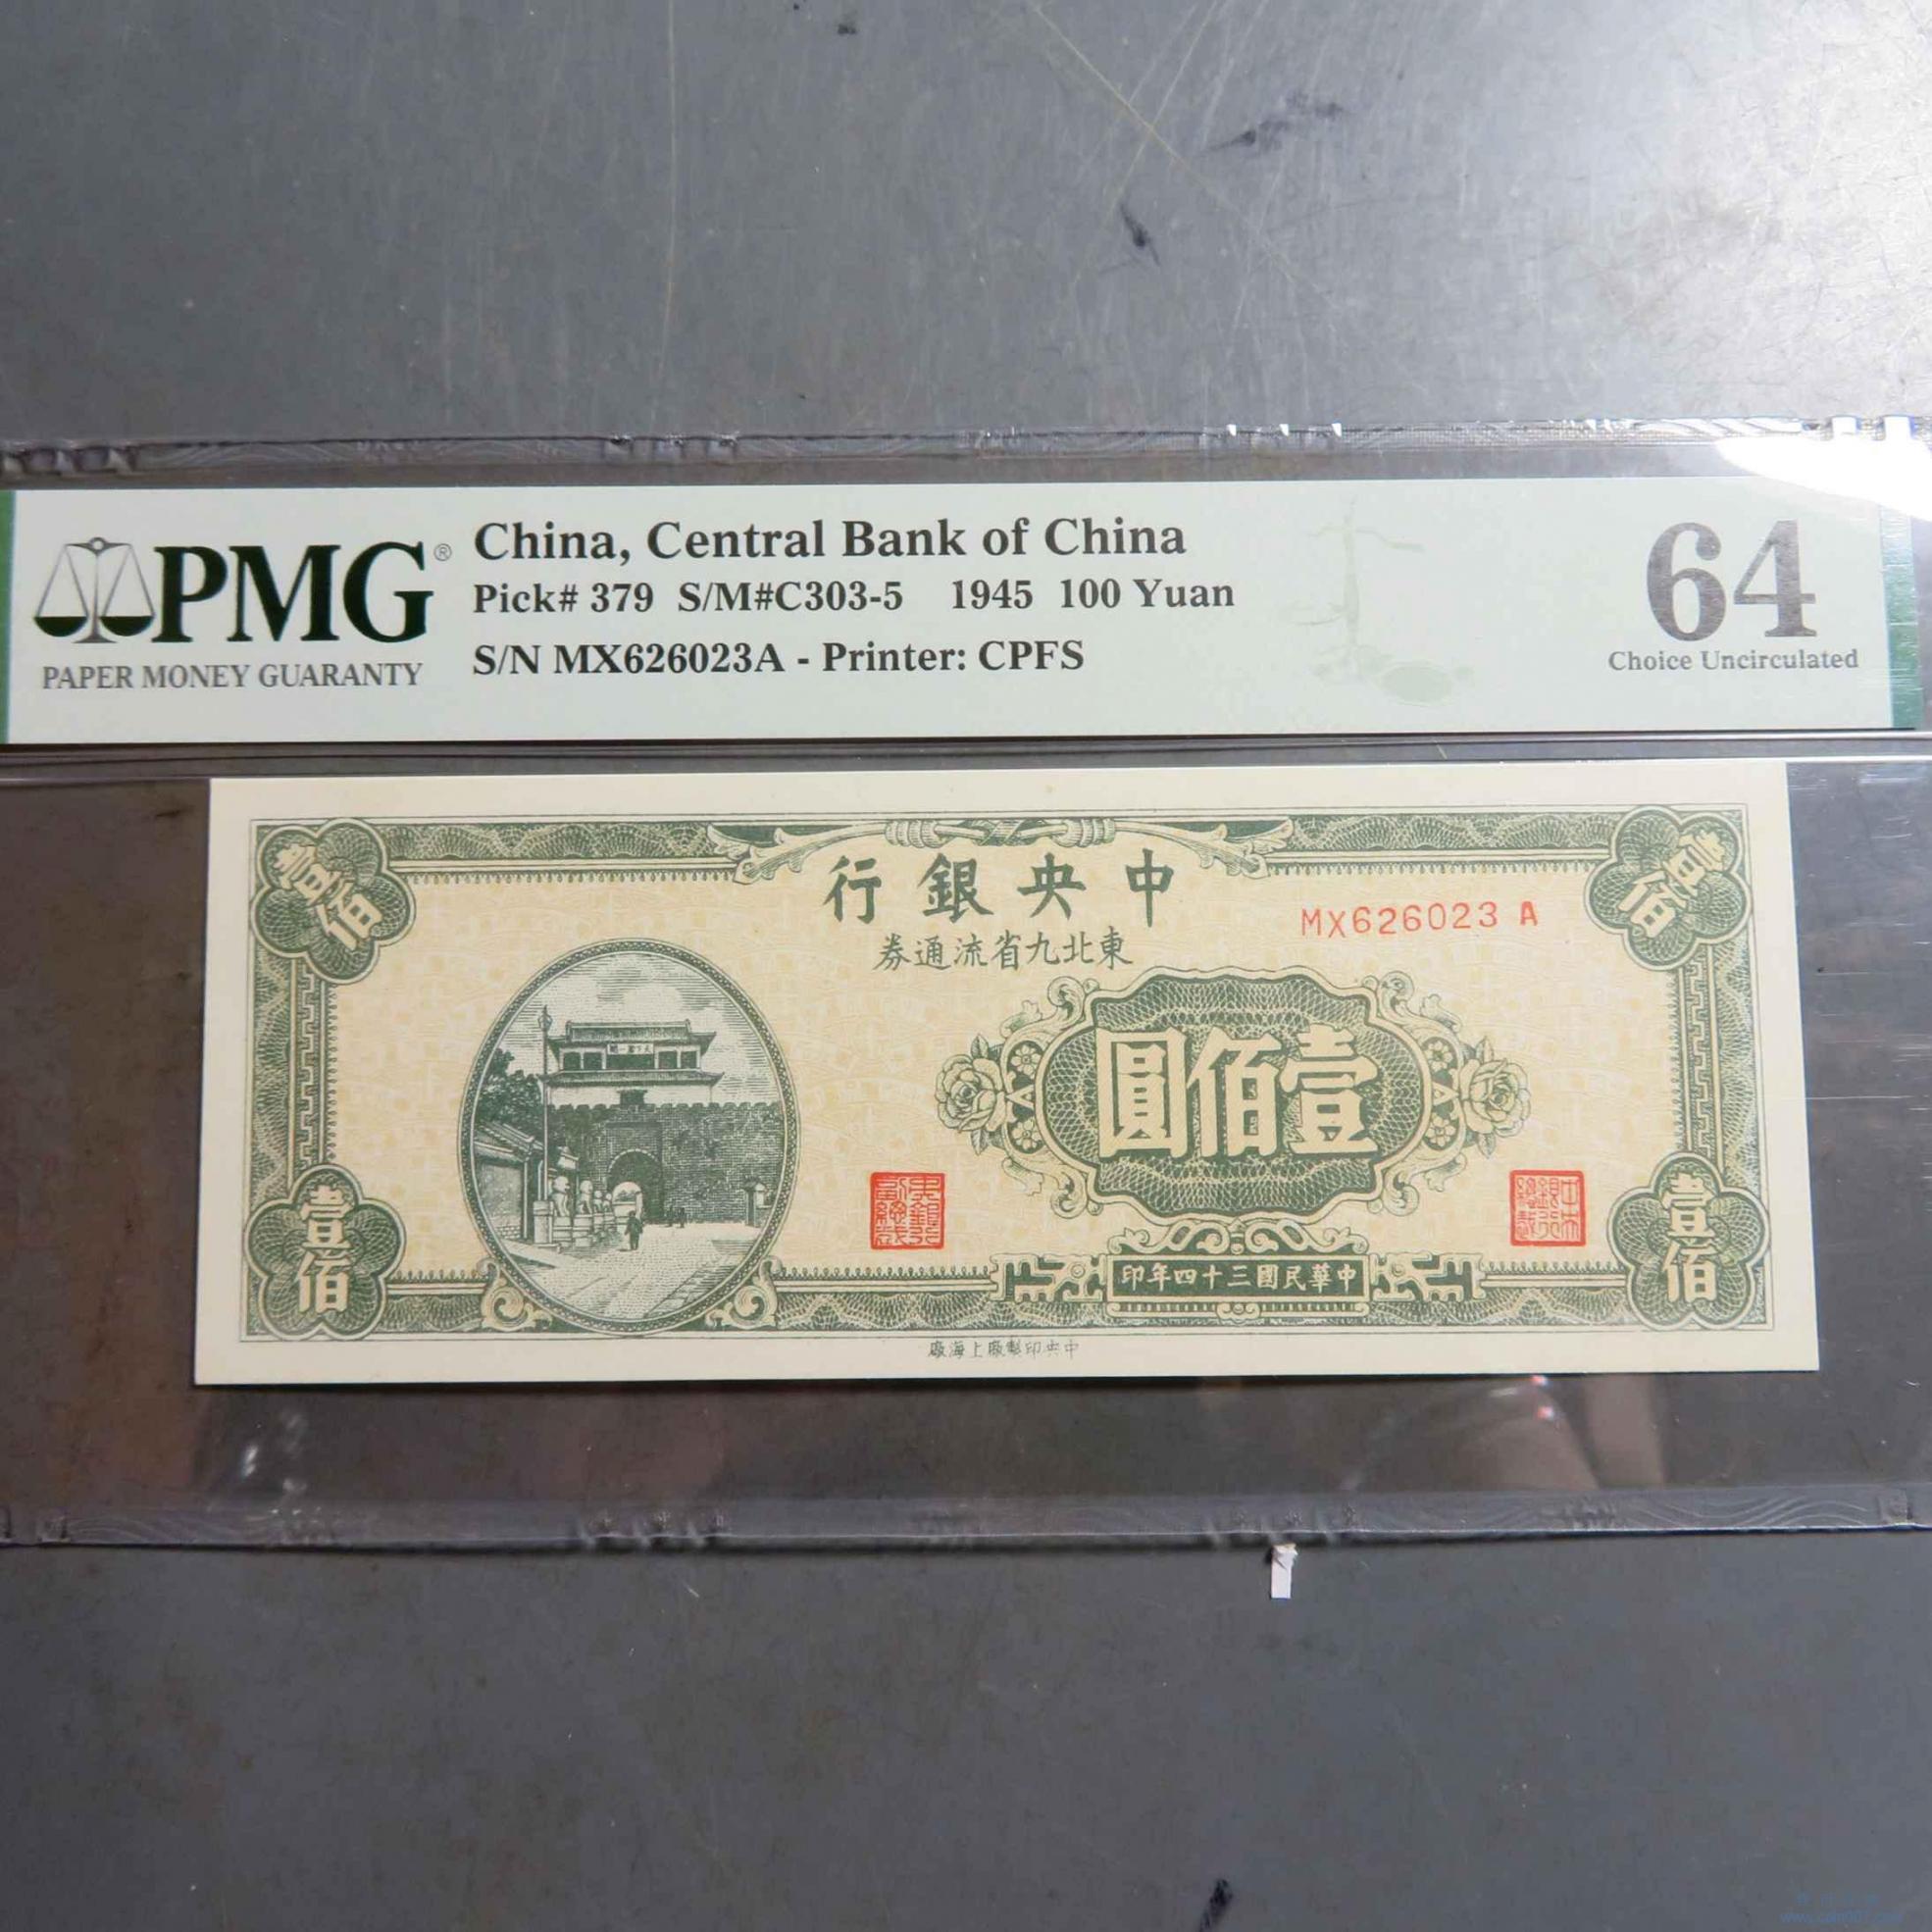 PMG®
PAPER MONEY GUARANTY
China, Central Bank of China
Pick# 379 S/M#C303-5 1945 100 Yuan
S/N MX626023A - Printer: CPFS
64
Choice Uncirculated
行銀央中
券通流省九北東
MX626023 A
壹佰
壹佰
圓佰壹
壹佰
壹佰
印年四十三國民華中
廠海上廠製印央中